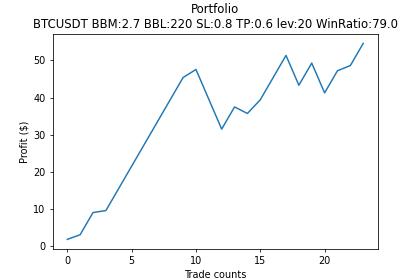 Portfolio
BTCUSDT BBM:2.7 BBL:220 SL:0.8 TP:0.6 lev:20 WinRatio:79.0
50
40
30
20
10
0
Profit ($)
0 5 10 15 20
Trade counts